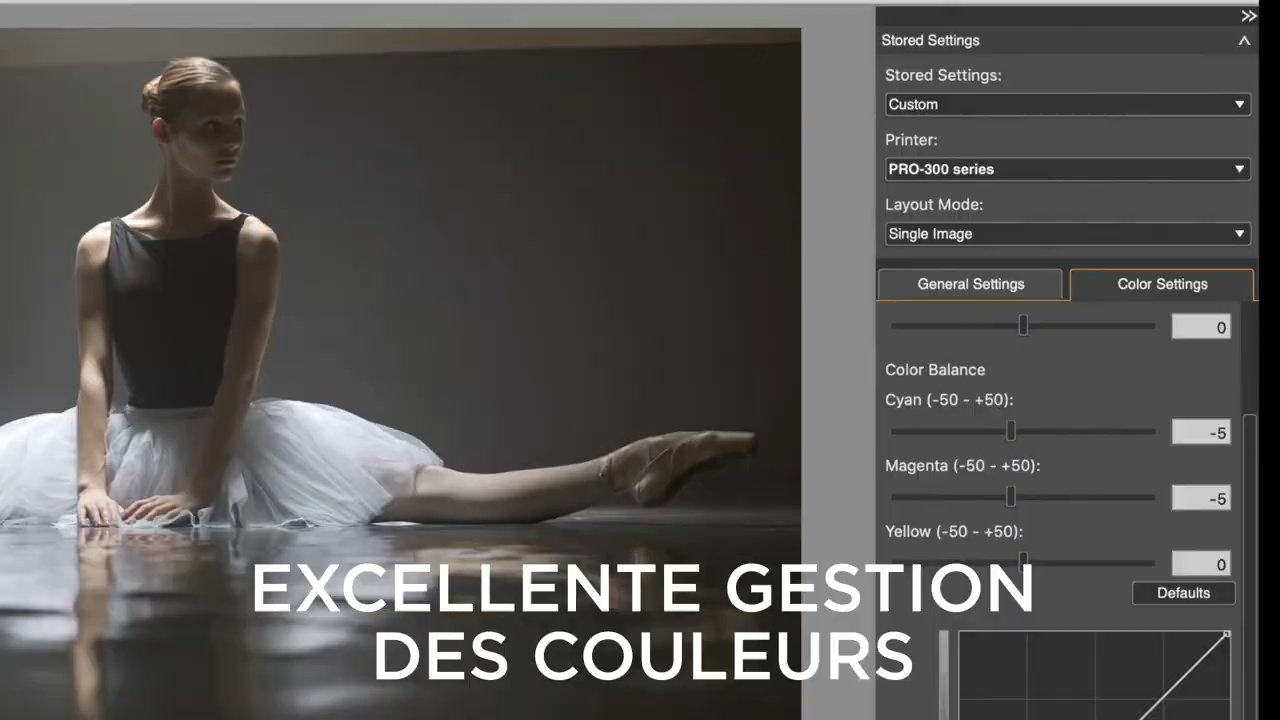 Stored Settings
Stored Settings:
Custom
Printer:
PRO-300 series
Layout Mode:
Single Image
General Settings
Color Settings
0
Color Balance
Cyan (-50 - +50):
-5
Magenta (-50 - +50):
-5
Yellow (-50 - +50):
0
Defaults
EXCELLENTE GESTION
DES COULEURS